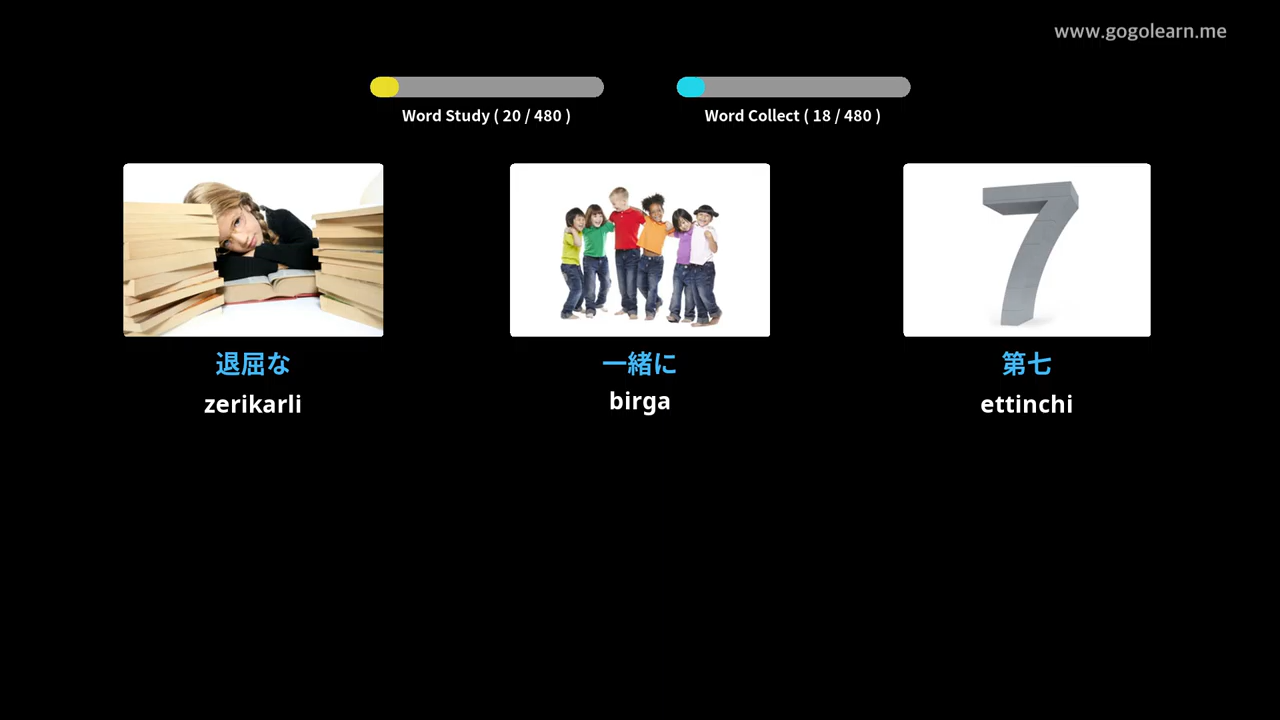 www.gogolearn.me
Word Study ( 20 / 480 )
Word Collect ( 18 / 480 )
退屈な
zerikarli
一緒に
birga
第七
ettinchi